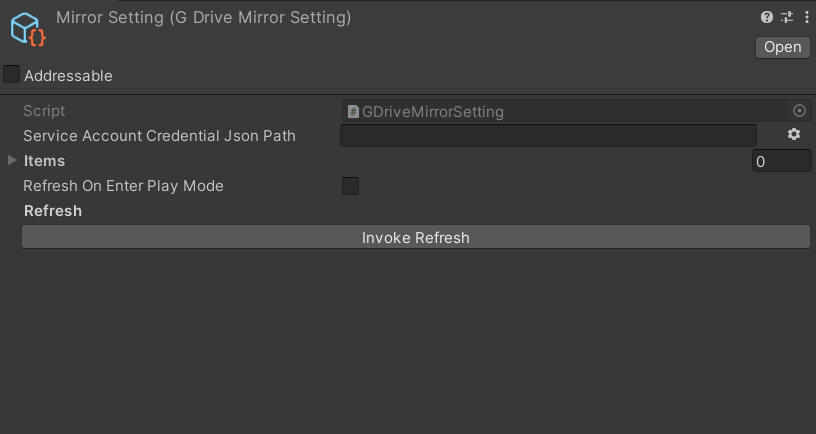 Mirror Setting (G Drive Mirror Setting)
Open
Addressable
Script
GDriveMirrorSetting
Service Account Credential Json Path
Items
0
Refresh On Enter Play Mode
Refresh
Invoke Refresh